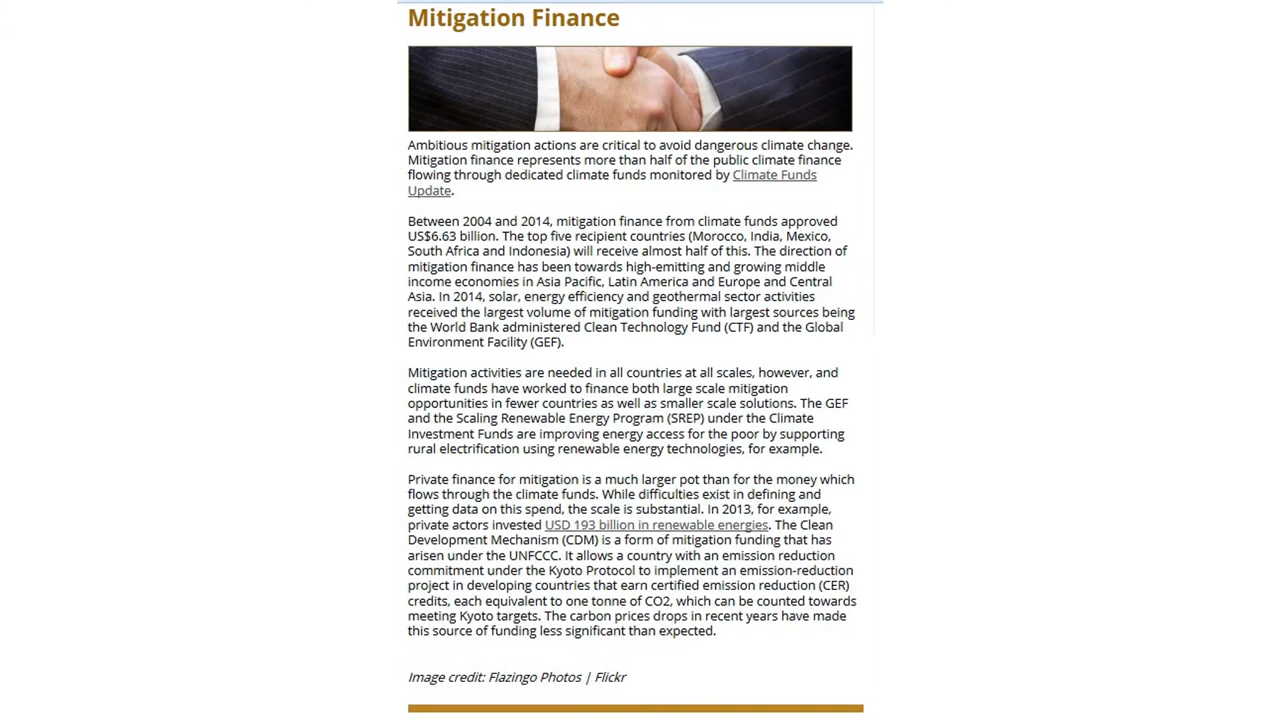 Mitigation Finance
Ambitious mitigation actions are critical to avoid dangerous climate change.
Mitigation finance represents more than half of the public climate finance
flowing through dedicated climate funds monitored by Climate Funds
Update.
Between 2004 and 2014, mitigation finance from climate funds approved
US$6.63 billion. The top five recipient countries (Morocco, India, Mexico,
South Africa and Indonesia) will receive almost half of this. The direction of
mitigation finance has been towards high-emitting and growing middle
income economies in Asia Pacific, Latin America and Europe and Central
Asia. In 2014, solar, energy efficiency and geothermal sector activities
received the largest volume of mitigation funding with largest sources being
the World Bank administered Clean Technology Fund (CTF) and the Global
Environment Facility (GEF).
Mitigation activities are needed in all countries at all scales, however, and
climate funds have worked to finance both large scale mitigation
opportunities in fewer countries as well as smaller scale solutions. The GEF
and the Scaling Renewable Energy Program (SREP) under the Climate
Investment Funds are improving energy access for the poor by supporting
rural electrification using renewable energy technologies, for example.
Private finance for mitigation is a much larger pot than for the money which
flows through the climate funds. While difficulties exist in defining and
getting data on this spend, the scale is substantial. In 2013, for example,
private actors invested USD 193 billion in renewable energies. The Clean
Development Mechanism (CDM) is a form of mitigation funding that has
arisen under the UNFCCC. It allows a country with an emission reduction
commitment under the Kyoto Protocol to implement an emission-reduction
project in developing countries that earn certified emission reduction (CER)
credits, each equivalent to one tonne of CO2, which can be counted towards
meeting Kyoto targets. The carbon prices drops in recent years have made
this source of funding less significant than expected.
Image credit: Flazingo Photos | Flickr